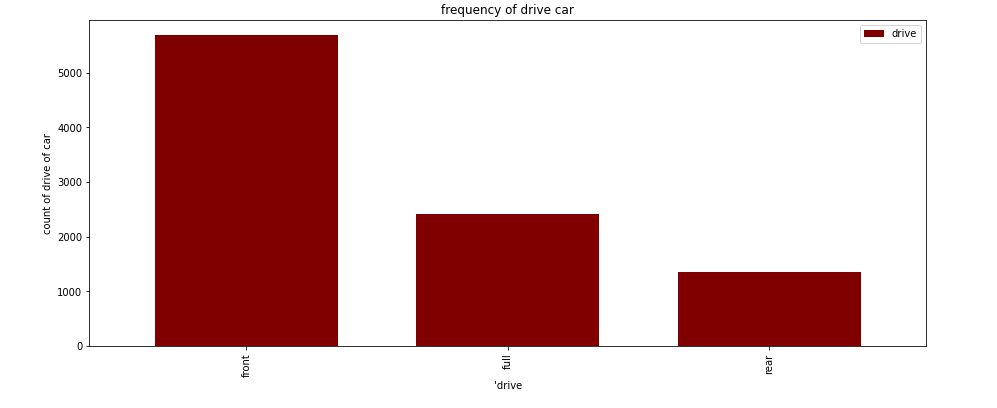 frequency of drive car
drive
5000
4000
3000
2000
1000
0
count of drive of car
front
full
rear
'drive